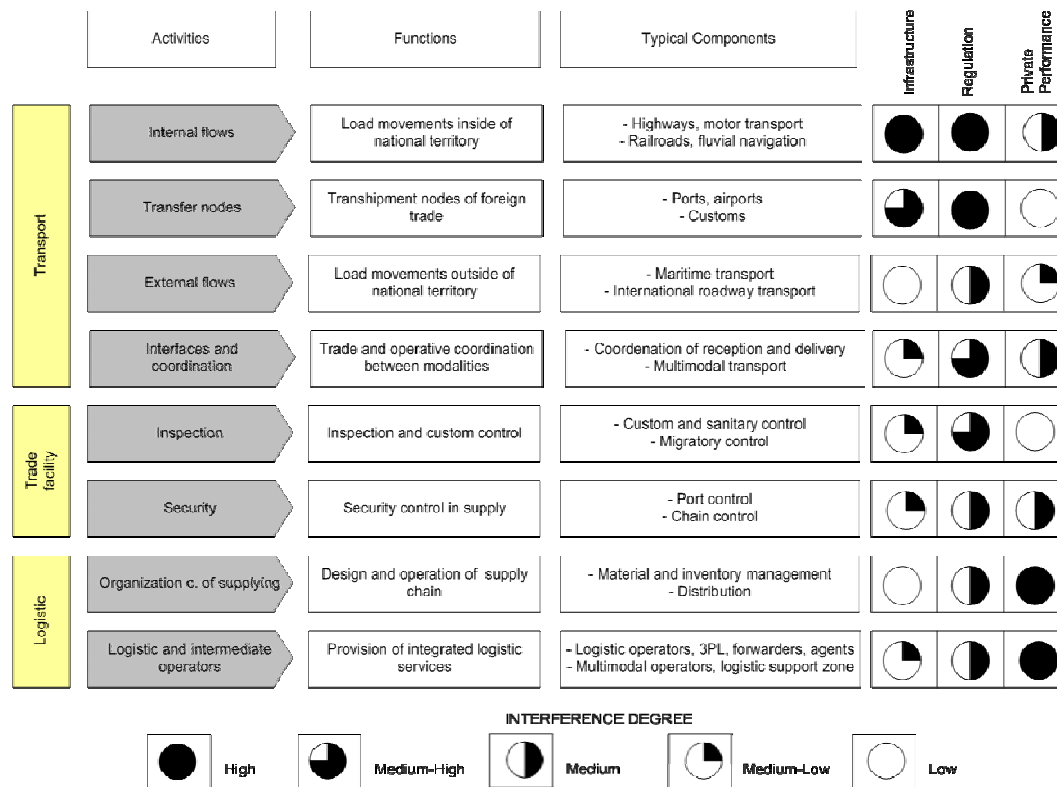 Activities
Functions
Typical Components
Infrastructure
Regulation
Private
Performance
Transport
Internal flows
Load movements inside of
national territory
- Highways, motor transport
- Railroads, fluvial navigation
Transfer nodes
Transhipment nodes of foreign
trade
- Ports, airports
- Customs
External flows
Load movements outside of
national territory
- Maritime transport
- International roadway transport
Interfaces and
coordination
Trade and operative coordination
between modalities
- Coordenation of reception and delivery
- Multimodal transport
Trade
facility
Inspection
Inspection and custom control
- Custom and sanitary control
- Migratory control
Security
Security control in supply
- Port control
- Chain control
Logistic
Organization c. of supplying
Design and operation of supply
chain
- Material and inventory management
- Distribution
Logistic and intermediate
operators
Provision of integrated logistic
services
- Logistic operators, 3PL, forwarders, agents
- Multimodal operators, logistic support zone
INTERFERENCE DEGREE
High
Medium-High
Medium
Medium-Low
Low